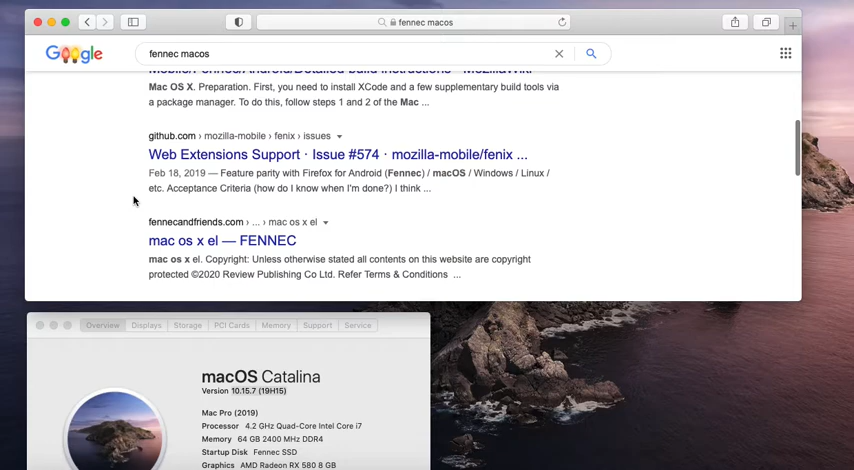 fennec macos
Google
fennec macos
Mobile/Fennec/Android/Detailed build instructions - MozillaWiki
Mac OS X. Preparation. First, you need to install XCode and a few supplementary build tools via
a package manager. To do this, follow steps 1 and 2 of the Mac ...
github.com › mozilla-mobile › fenix › issues
Web Extensions Support · Issue #574 · mozilla-mobile/fenix ...
Feb 18, 2019 — Feature parity with Firefox for Android (Fennec) / macOS / Windows / Linux /
etc. Acceptance Criteria (how do I know when I'm done?) I think ...
fennecandfriends.com › ... › mac os x el
mac os x el — FENNEC
mac os x el. Copyright: Unless otherwise stated all contents on this website are copyright
protected ©2020 Review Publishing Co Ltd. Refer Terms & Conditions ...
Overview Displays Storage PCI Cards Memory Support Service
macOS Catalina
Version 10.15.7 (19H15)
Mac Pro (2019)
Processor 4.2 GHz Quad-Core Intel Core i7
Memory 64 GB 2400 MHz DDR4
Startup Disk Fennec SSD
Graphics AMD Radeon RX 580 8 GB